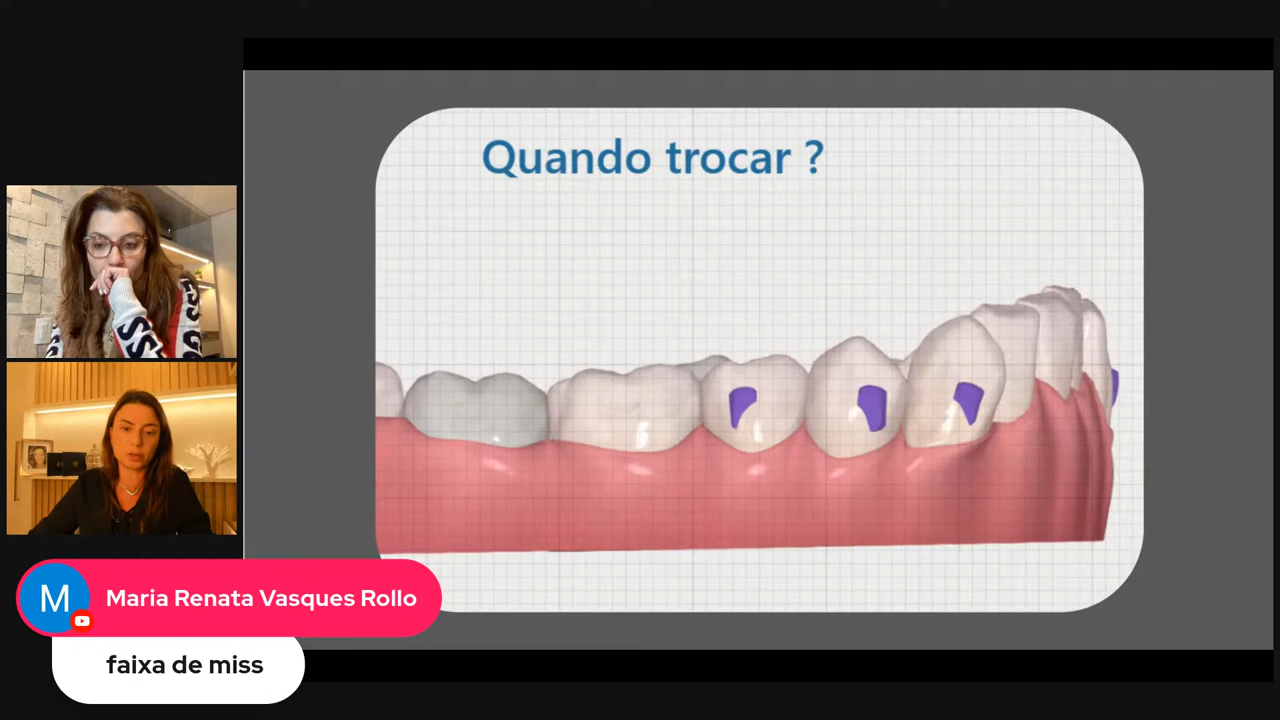 Quando trocar ?
M
Maria Renata Vasques Rollo
faixa de miss